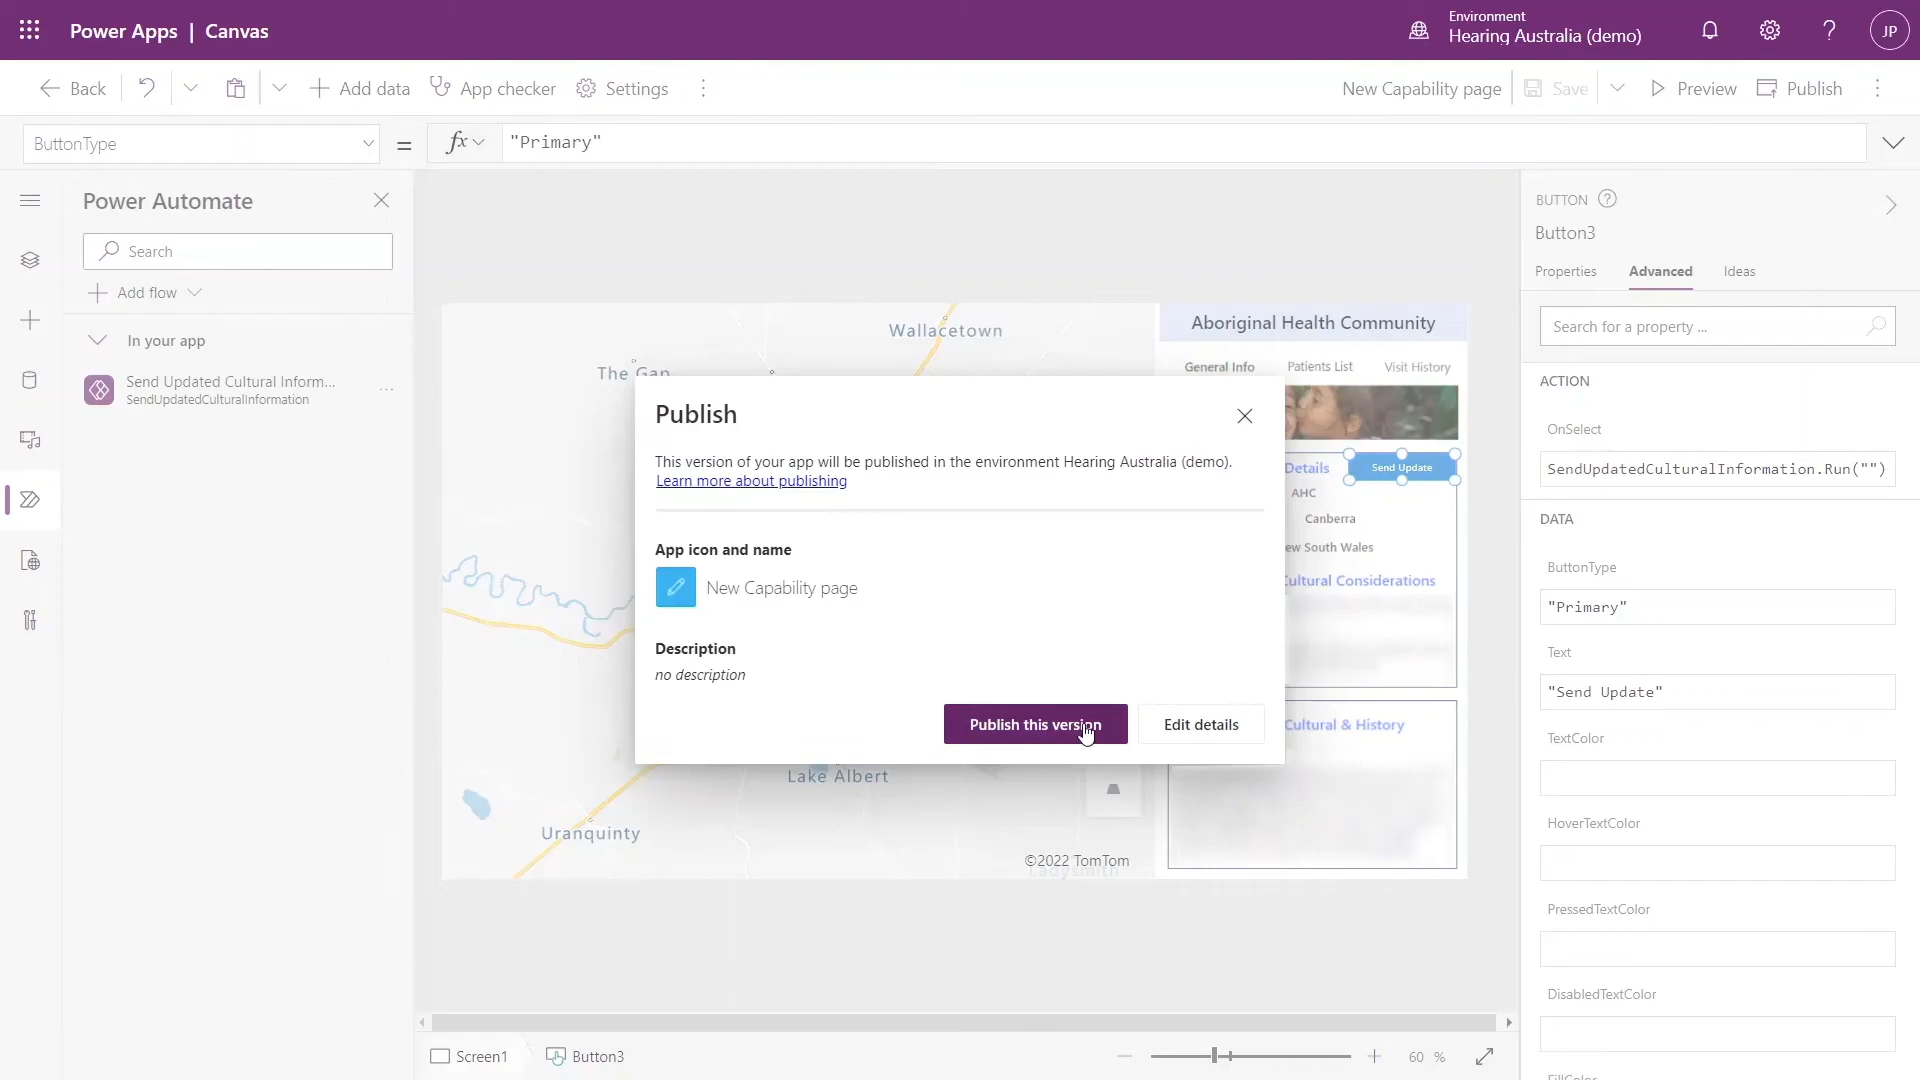 Power Apps | Canvas
Environment
Hearing Australia (demo)
JP
Back
Add data
App checker
Settings
New Capability page
Save
Preview
Publish
ButtonType
=
fx
"Primary"
Power Automate
Search
Add flow
In your app
Send Updated Cultural Inform...
SendUpdatedCulturalInformation
Wallacetown
The Gap
Lake Albert
Uranquinty
©2022 TomTom
Ladysmith
Aboriginal Health Community
General Info
Patients List
Visit History
Details
Send Update
AHC
Canberra
ew South Wales
Cultural Considerations
Cultural & History
Publish
This version of your app will be published in the environment Hearing Australia (demo).
Learn more about publishing
App icon and name
New Capability page
Description
no description
Publish this version
Edit details
BUTTON
Button3
Properties
Advanced
Ideas
Search for a property ...
ACTION
OnSelect
SendUpdatedCulturalInformation.Run("")
DATA
ButtonType
"Primary"
Text
"Send Update"
TextColor
HoverTextColor
PressedTextColor
DisabledTextColor
FillColor
Screen1
Button3
60 %